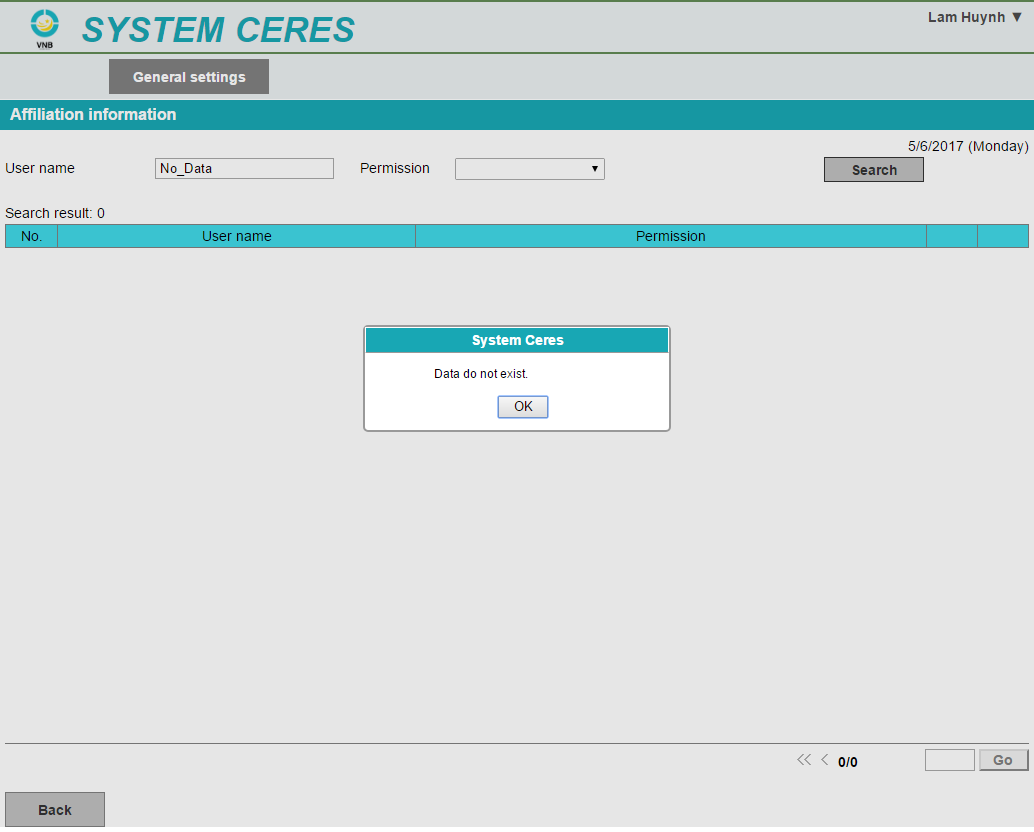 VNB
SYSTEM CERES
Lam Huynh ▼
General settings
Affiliation information
5/6/2017 (Monday)
User name No_Data Permission Search
Search result: 0
No. User name Permission
System Ceres
Data do not exist.
OK
0/0 Go
Back